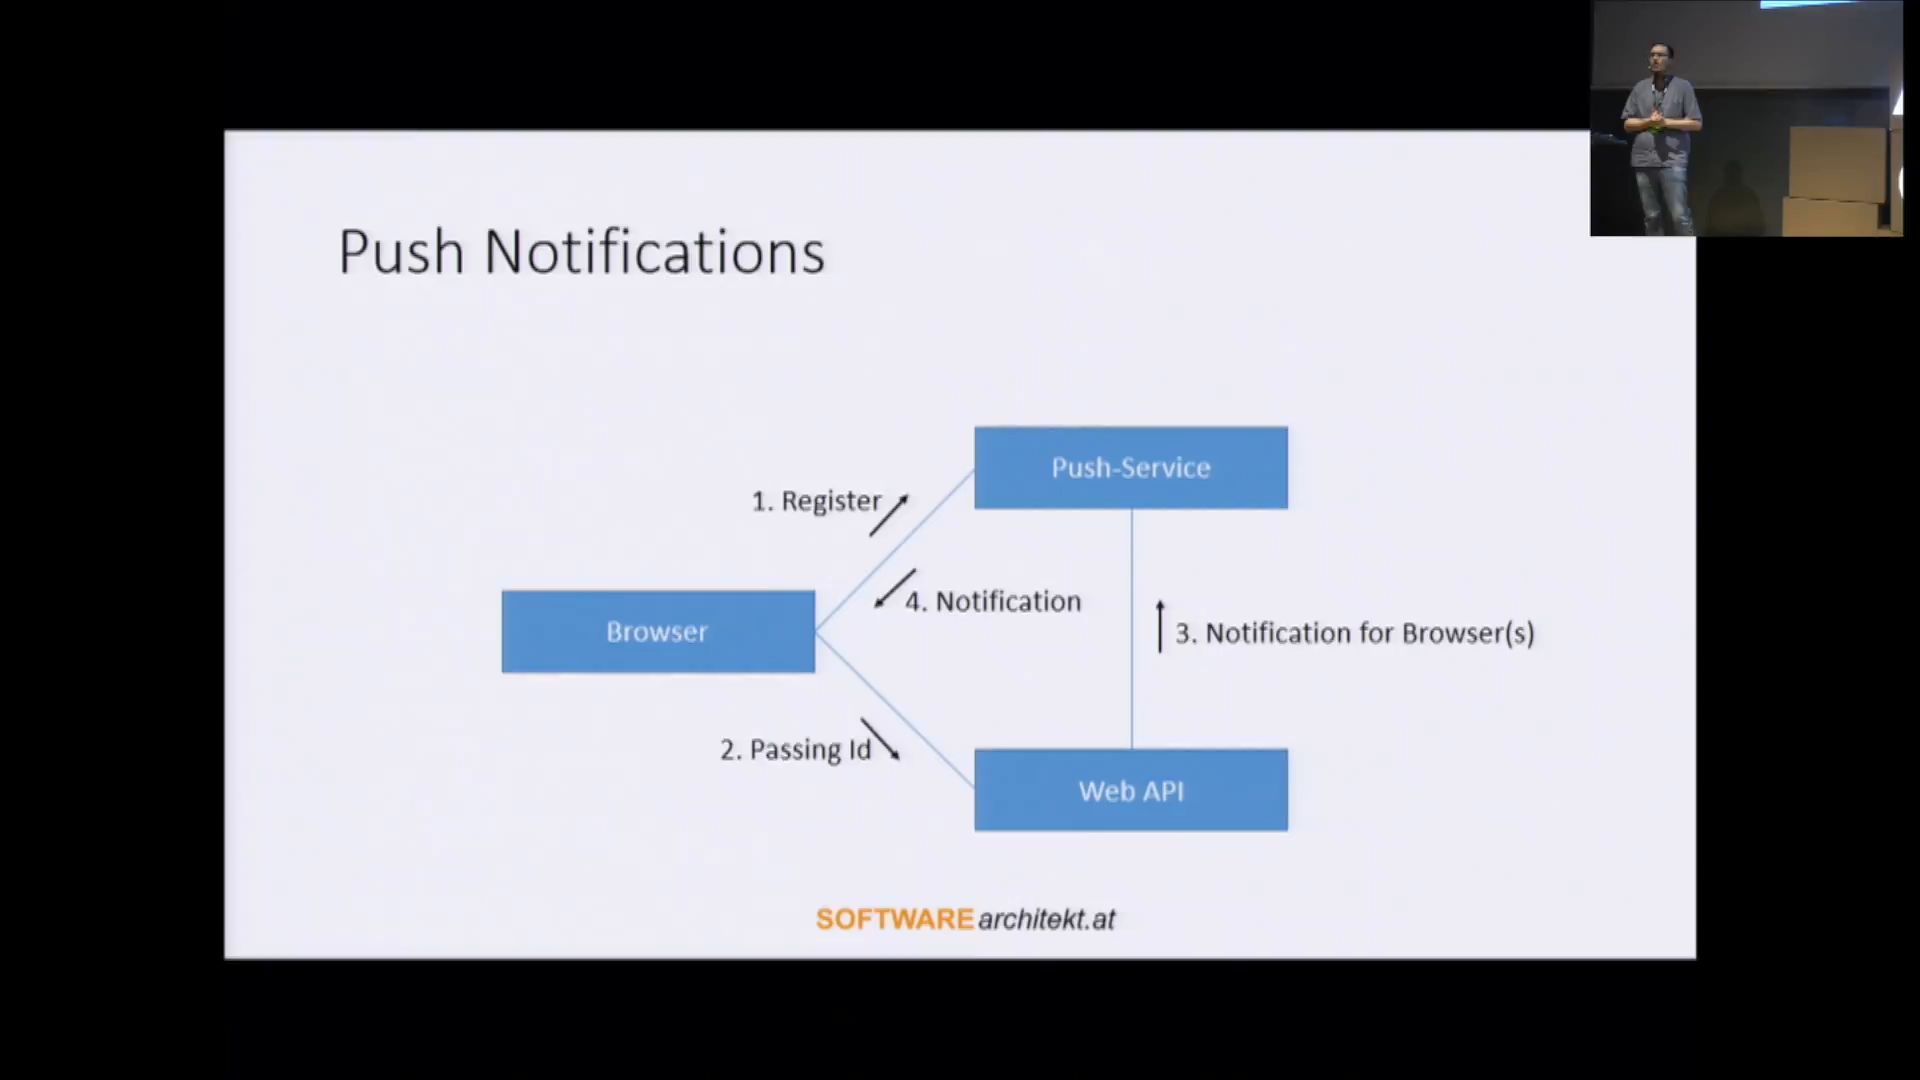 Push Notifications
Push-Service
1. Register
4. Notification
Browser
3. Notification for Browser(s)
2. Passing Id
Web API
SOFTWAREarchitekt.at